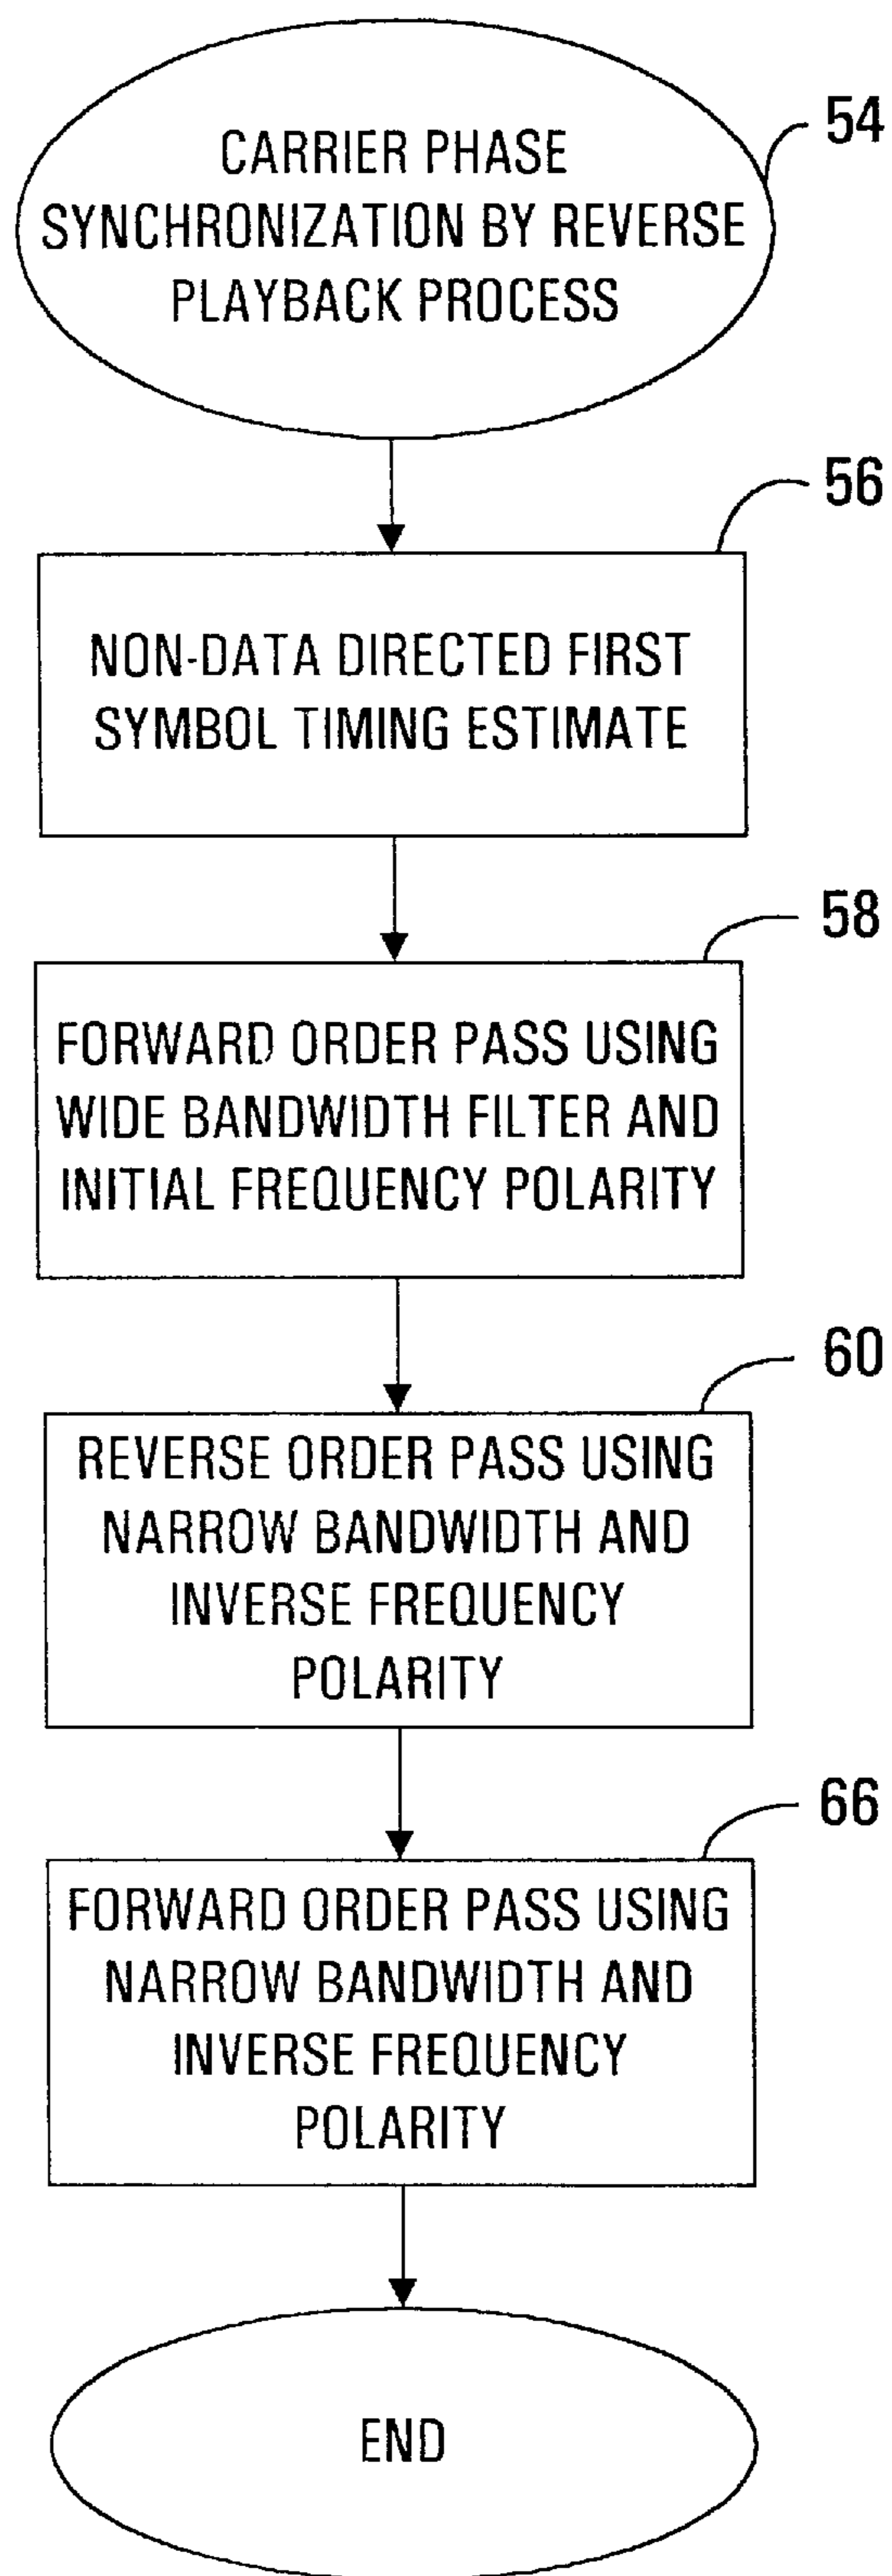 54
CARRIER PHASE
SYNCHRONIZATION BY REVERSE
PLAYBACK PROCESS
56
NON-DATA DIRECTED FIRST
SYMBOL TIMING ESTIMATE
58
FORWARD ORDER PASS USING
WIDE BANDWIDTH FILTER AND
INITIAL FREQUENCY POLARITY
60
REVERSE ORDER PASS USING
NARROW BANDWIDTH AND
INVERSE FREQUENCY
POLARITY
66
FORWARD ORDER PASS USING
NARROW BANDWIDTH AND
INVERSE FREQUENCY
POLARITY
END